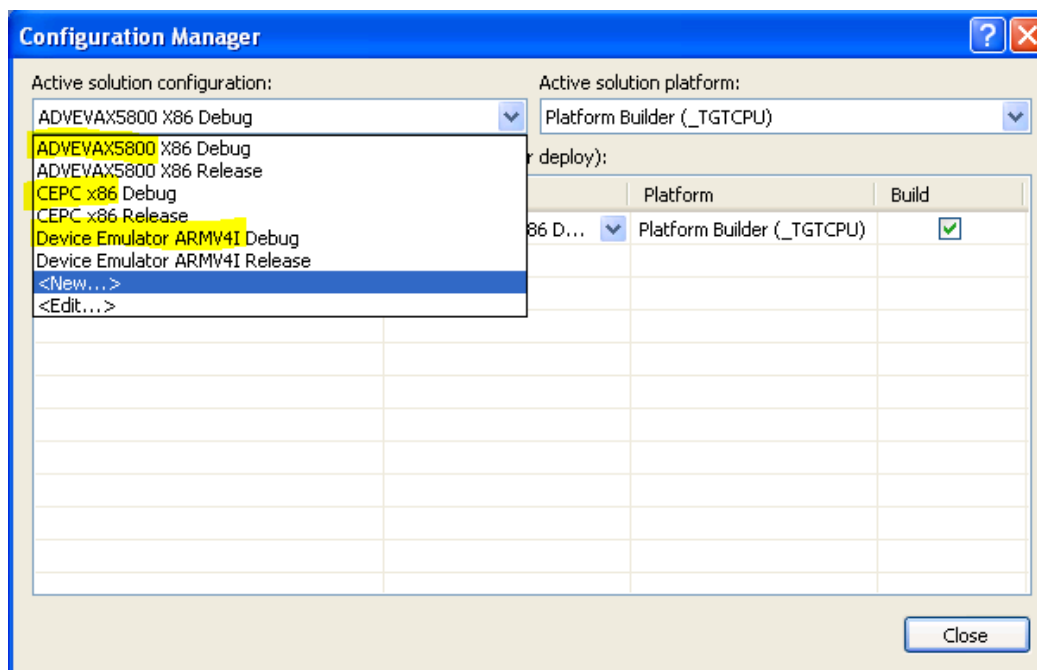 Configuration Manager
Active solution configuration:
Active solution platform:
ADVEVAX5800 X86 Debug
Platform Builder (_TGTCPU)
ADVEVAX5800 X86 Debug
ADVEVAX5800 X86 Release
CEPC x86 Debug
CEPC x86 Release
Device Emulator ARMV4I Debug
Device Emulator ARMV4I Release
<New...>
<Edit...>
r deploy):
Platform
Build
86 D...
Platform Builder (_TGTCPU)
Close